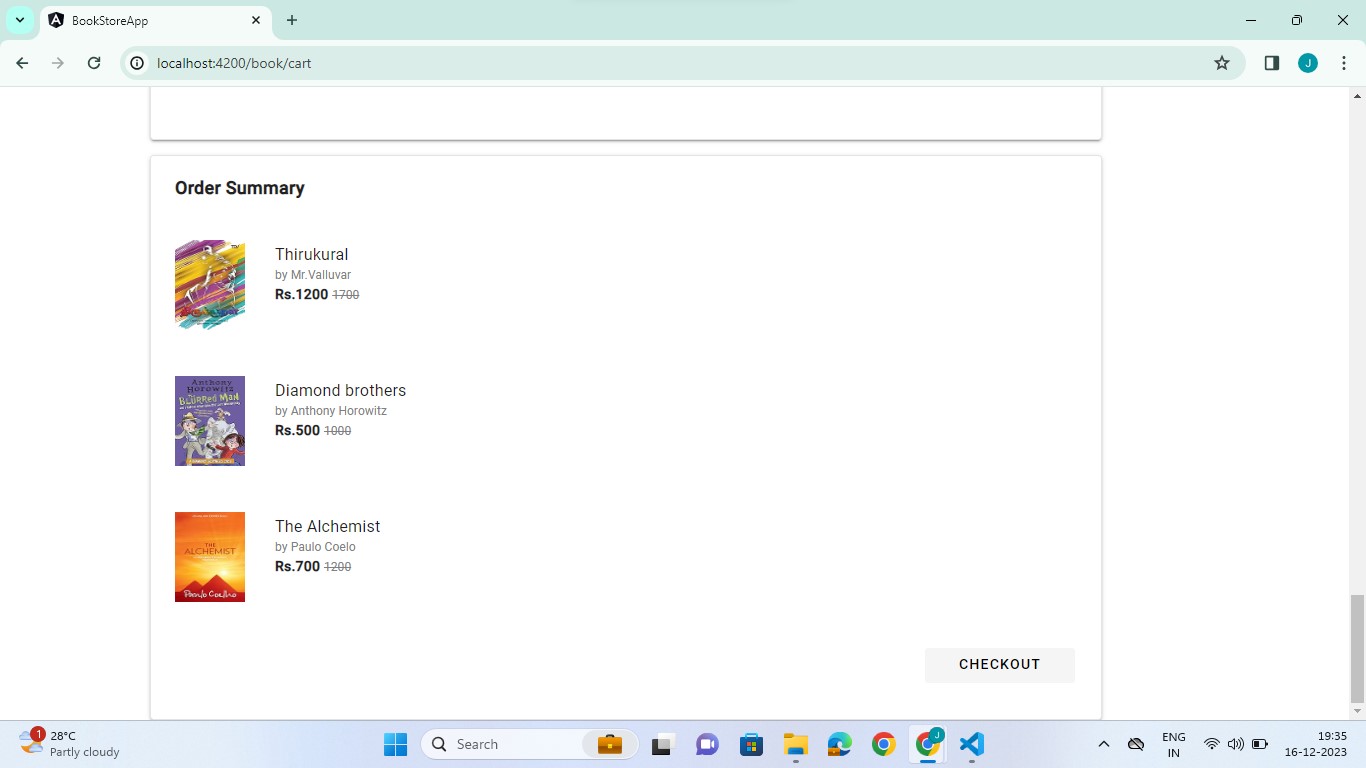 BookStoreApp
localhost:4200/book/cart
J
Order Summary
Thirukural
by Mr.Valluvar
Rs.1200 1700
Anthony
Horowitz
BLURRED MAN
Diamond brothers
by Anthony Horowitz
Rs.500 1000
THE
ALCHEMIST
Paulo Coelho
The Alchemist
by Paulo Coelo
Rs.700 1200
CHECKOUT
1
28°C
Partly cloudy
Search
J
ENG
IN
19:35
16-12-2023